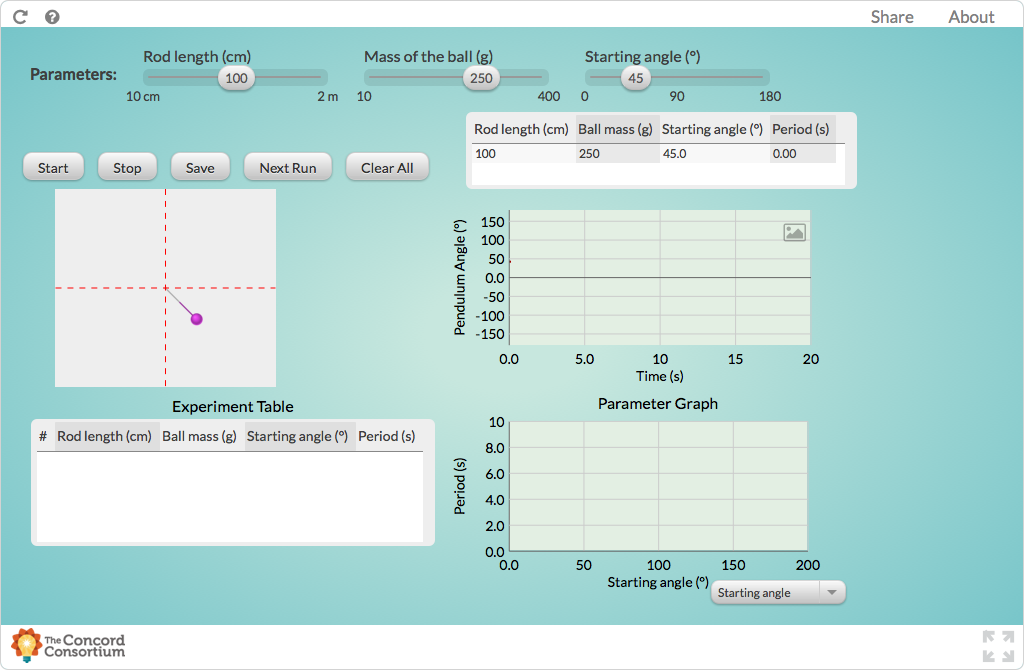 Share About
Parameters:
Rod length (cm)
100
10 cm 2 m
Mass of the ball (g)
250
10 400
Starting angle (º)
45
0 90 180
Rod length (cm) Ball mass (g) Starting angle (º) Period (s)
100 250 45.0 0.00
Start Stop Save Next Run Clear All
Pendulum Angle (º)
150
100
50
0.0
-50
-100
-150
0.0 5.0 10 15 20
Time (s)
Experiment Table
# Rod length (cm) Ball mass (g) Starting angle (º) Period (s)
Parameter Graph
Period (s)
10
8.0
6.0
4.0
2.0
0.0
0.0 50 100 150 200
Starting angle (º)
Starting angle
The Concord
Consortium